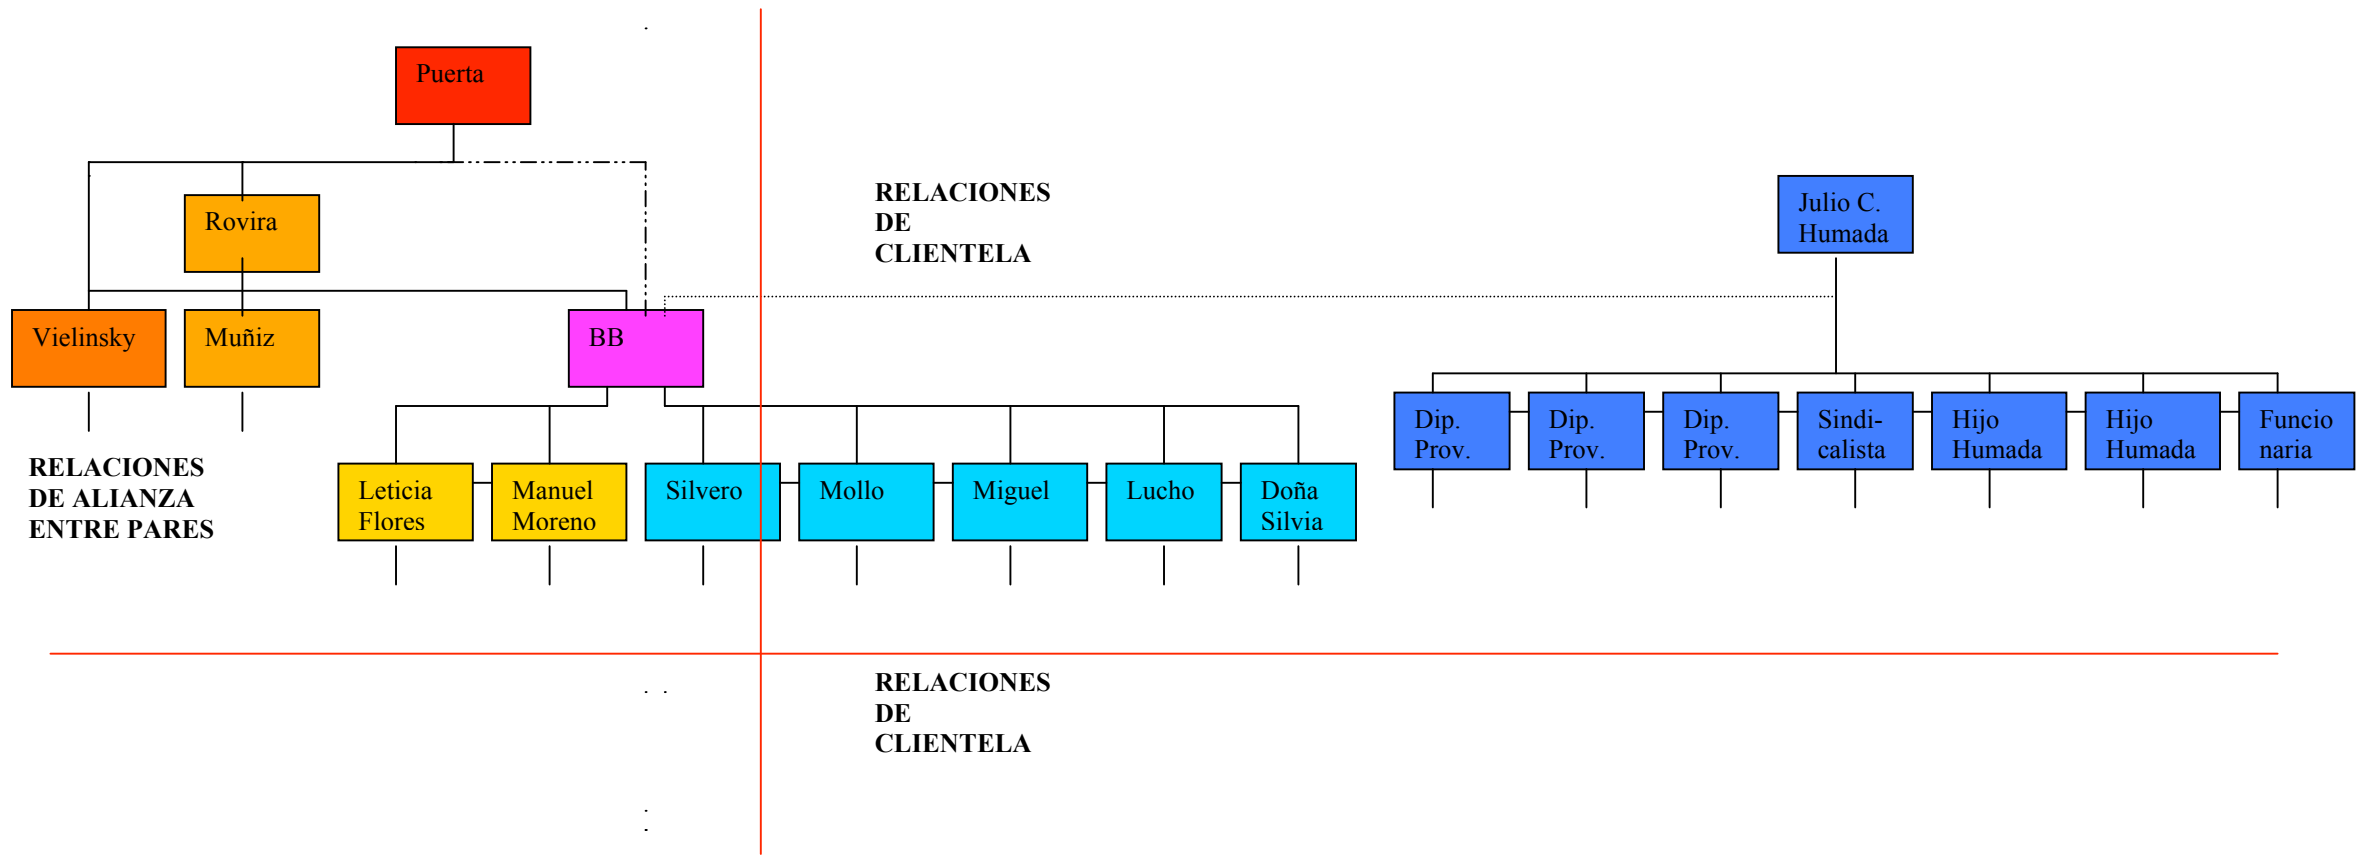 Puerta
RELACIONES
DE
CLIENTELA
Julio C.
Humada
Rovira
Vielinsky
Muñiz
BB
Dip.
Prov.
Dip.
Prov.
Dip.
Prov.
Sindi-
calista
Hijo
Humada
Hijo
Humada
Funcio
naria
RELACIONES
DE ALIANZA
ENTRE PARES
Leticia
Flores
Manuel
Moreno
Silvero
Mollo
Miguel
Lucho
Doña
Silvia
RELACIONES
DE
CLIENTELA